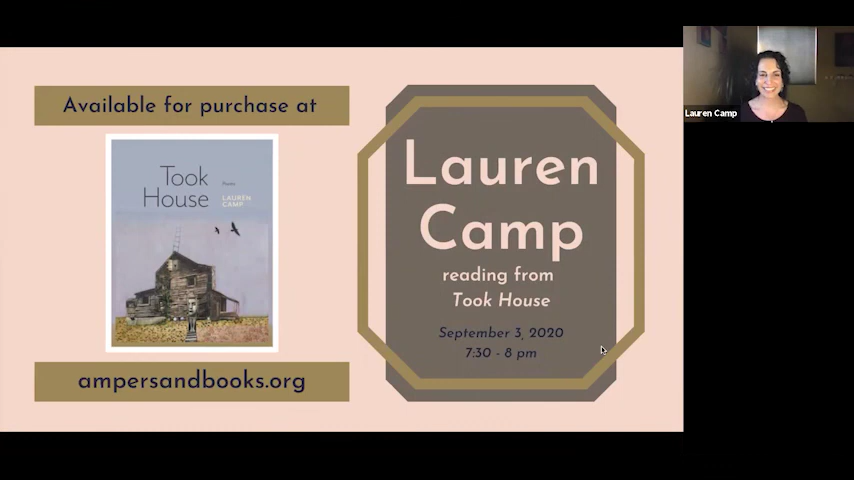 Available for purchase at
Took
House
Poems
LAUREN
CAMP
ampersandbooks.org
Lauren
Camp
reading from
Took House
September 3, 2020
7:30 - 8 pm
Lauren Camp